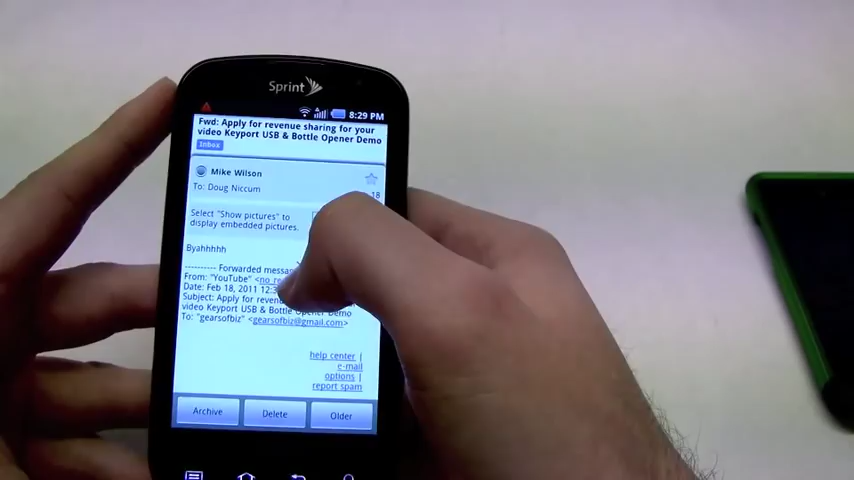 Sprint
8:29 PM
Fwd: Apply for revenue sharing for your
video Keyport USB & Bottle Opener Demo
Inbox
Mike Wilson
To: Doug Niccum
18
Select "Show pictures" to
display embedded pictures.
Byahhhhh
---------- Forwarded
From: "YouTube"
Date: Feb 18, 2011
Subject: Apply for
video Keyport USB & Bottle Opener Demo
To: "gearsofbiz" <gearsofbiz@gmail.com>
help center |
e-mail
options |
report spam
Archive
Delete
Older